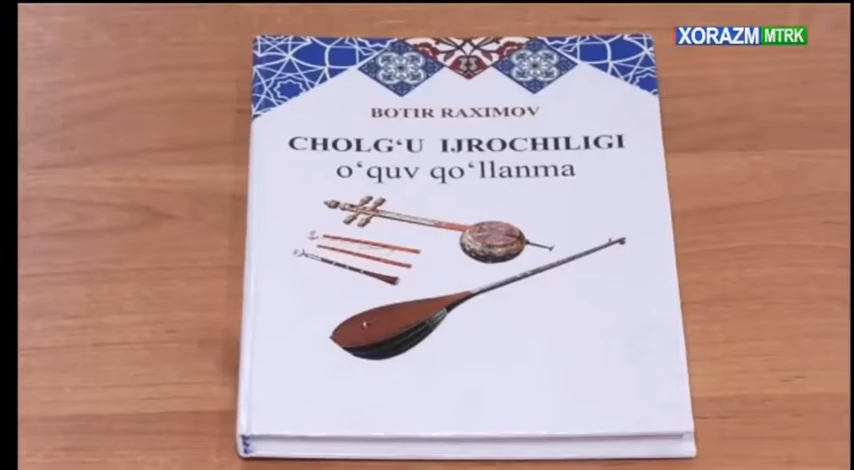 XORAZM MTRK
BOTIR RAXIMOV
CHOLG‘U IJROCHILIGI
o‘quv qo‘llanma